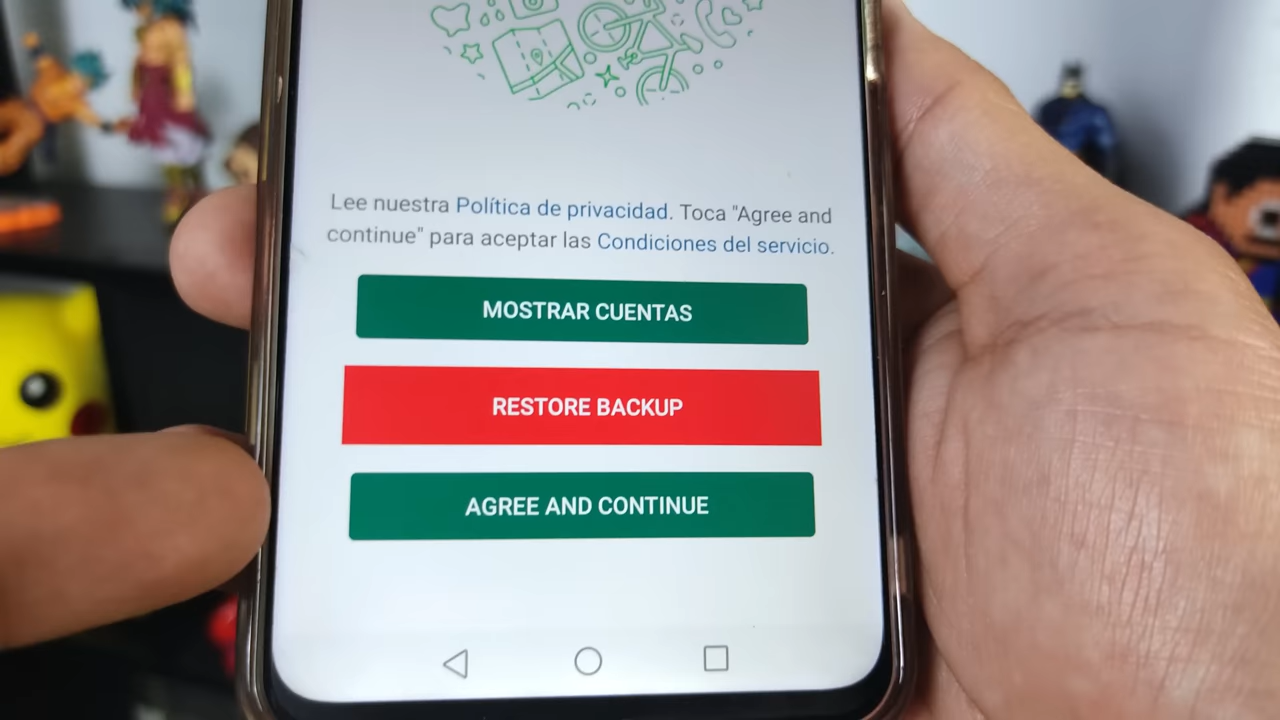 Lee nuestra Política de privacidad. Toca "Agree and
continue" para aceptar las Condiciones del servicio.
MOSTRAR CUENTAS
RESTORE BACKUP
AGREE AND CONTINUE